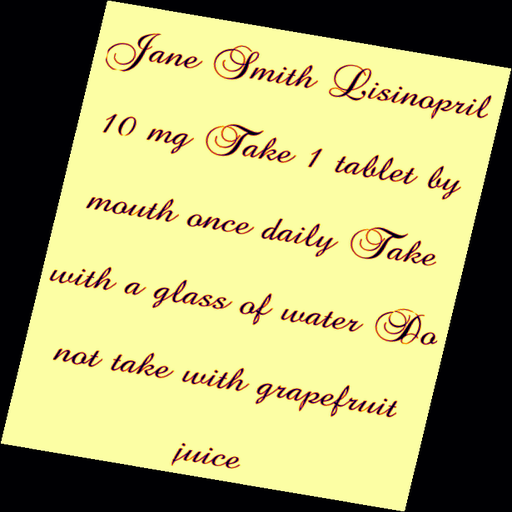 Jane Smith Lisinopril
10 mg Take 1 tablet by
mouth once daily Take
with a glass of water Do
not take with grapefruit
juice